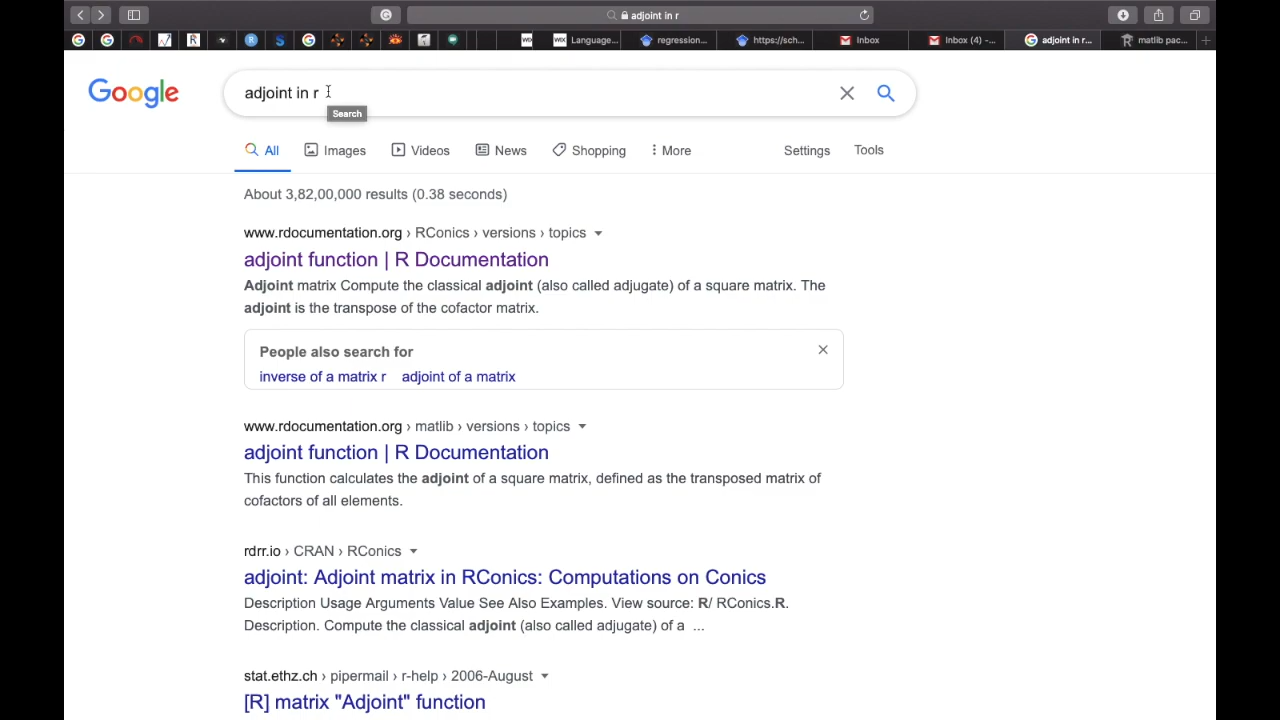 adjoint in r
W
WIX
Language...
regression...
https://sch...
Inbox
Inbox (4) -...
adjoint in r...
matlib pac...
Google
adjoint in r
Search
All
Images
Videos
News
Shopping
More
Settings
Tools
About 3,82,00,000 results (0.38 seconds)
www.rdocumentation.org › RConics › versions › topics
adjoint function | R Documentation
Adjoint matrix Compute the classical adjoint (also called adjugate) of a square matrix. The
adjoint is the transpose of the cofactor matrix.
People also search for
inverse of a matrix r adjoint of a matrix
www.rdocumentation.org › matlib › versions › topics
adjoint function | R Documentation
This function calculates the adjoint of a square matrix, defined as the transposed matrix of
cofactors of all elements.
rdrr.io › CRAN › RConics
adjoint: Adjoint matrix in RConics: Computations on Conics
Description Usage Arguments Value See Also Examples. View source: R/ RConics.R.
Description. Compute the classical adjoint (also called adjugate) of a ...
stat.ethz.ch › pipermail › r-help › 2006-August
[R] matrix "Adjoint" function